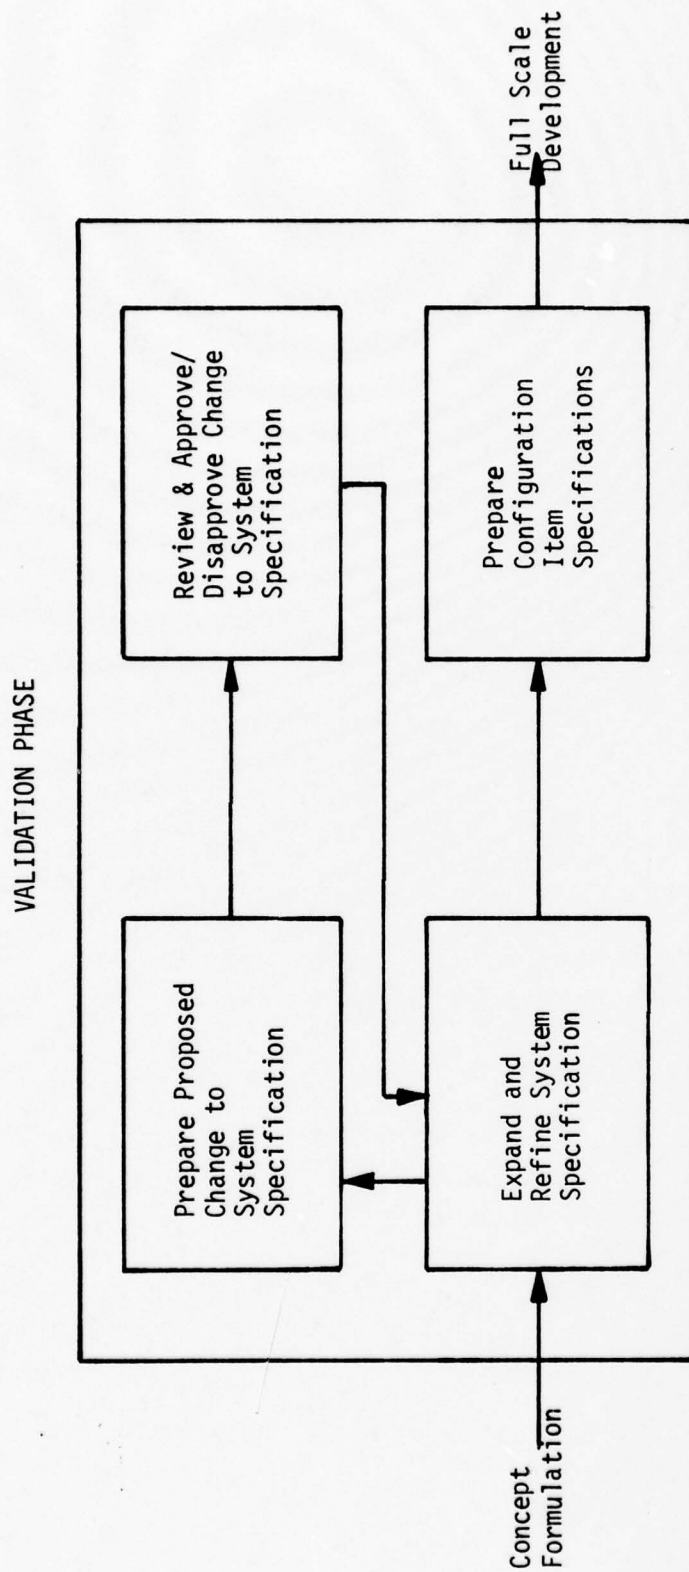 VALIDATION PHASE
Prepare Proposed
Change to
System
Specification
Review & Approve/
Disapprove Change
to System
Specification
Concept
Formulation
Expand and
Refine System
Specification
Prepare
Configuration
Item
Specifications
Full Scale
Development